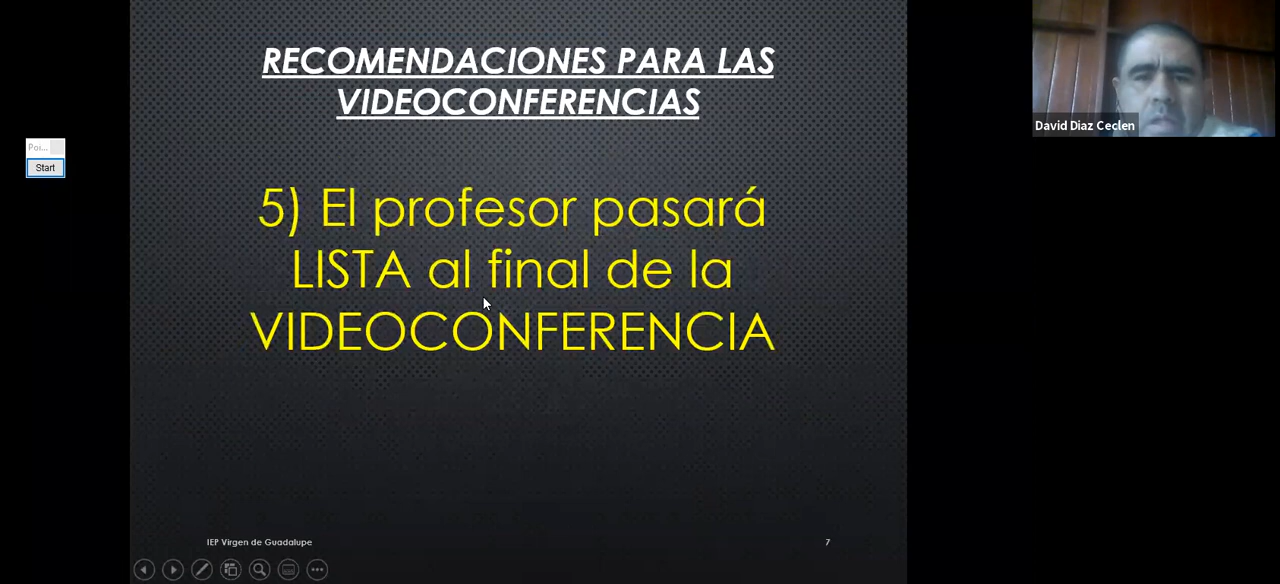 RECOMENDACIONES PARA LAS
VIDEOCONFERENCIAS
David Diaz Ceclen
Poi...
Start
5) El profesor pasará
LISTA al final de la
VIDEOCONFERENCIA
IEP Virgen de Guadalupe
7